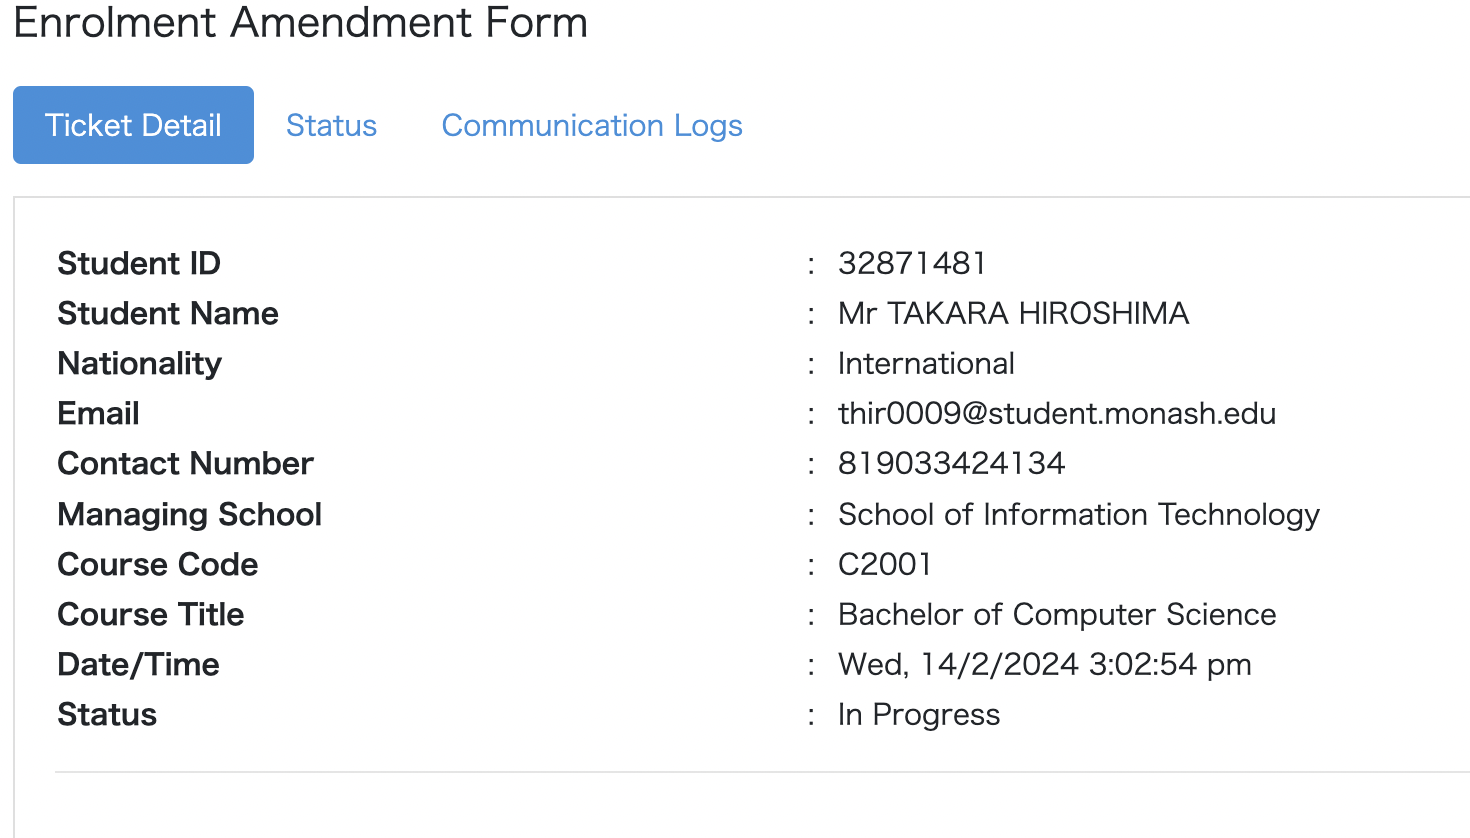 Enrolment Amendment Form
Ticket Detail Status Communication Logs
Student ID : 32871481
Student Name : Mr TAKARA HIROSHIMA
Nationality : International
Email : thir0009@student.monash.edu
Contact Number : 819033424134
Managing School : School of Information Technology
Course Code : C2001
Course Title : Bachelor of Computer Science
Date/Time : Wed, 14/2/2024 3:02:54 pm
Status : In Progress